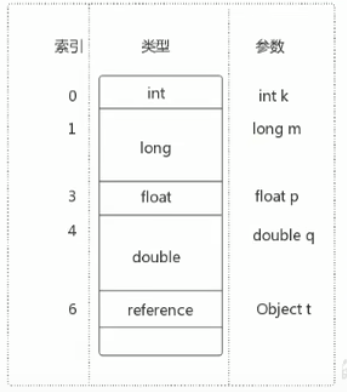 索引 类型 参数
0 int int k
1 long long m
3 float float p
4 double double q
6 reference Object t